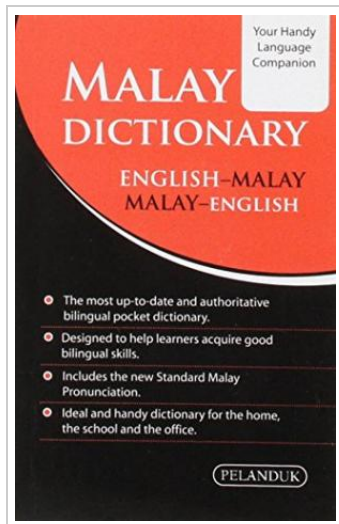 Your Handy
Language
Companion
MALAY
DICTIONARY
ENGLISH–MALAY
MALAY–ENGLISH
The most up-to-date and authoritative
bilingual pocket dictionary.
Designed to help learners acquire good
bilingual skills.
Includes the new Standard Malay
Pronunciation.
Ideal and handy dictionary for the home,
the school and the office.
PELANDUK